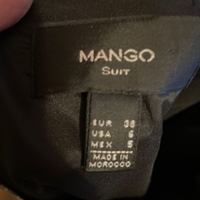 MANGO
SUIT
EUR 38
USA 6
MEX 5
MADE IN
MOROCCO